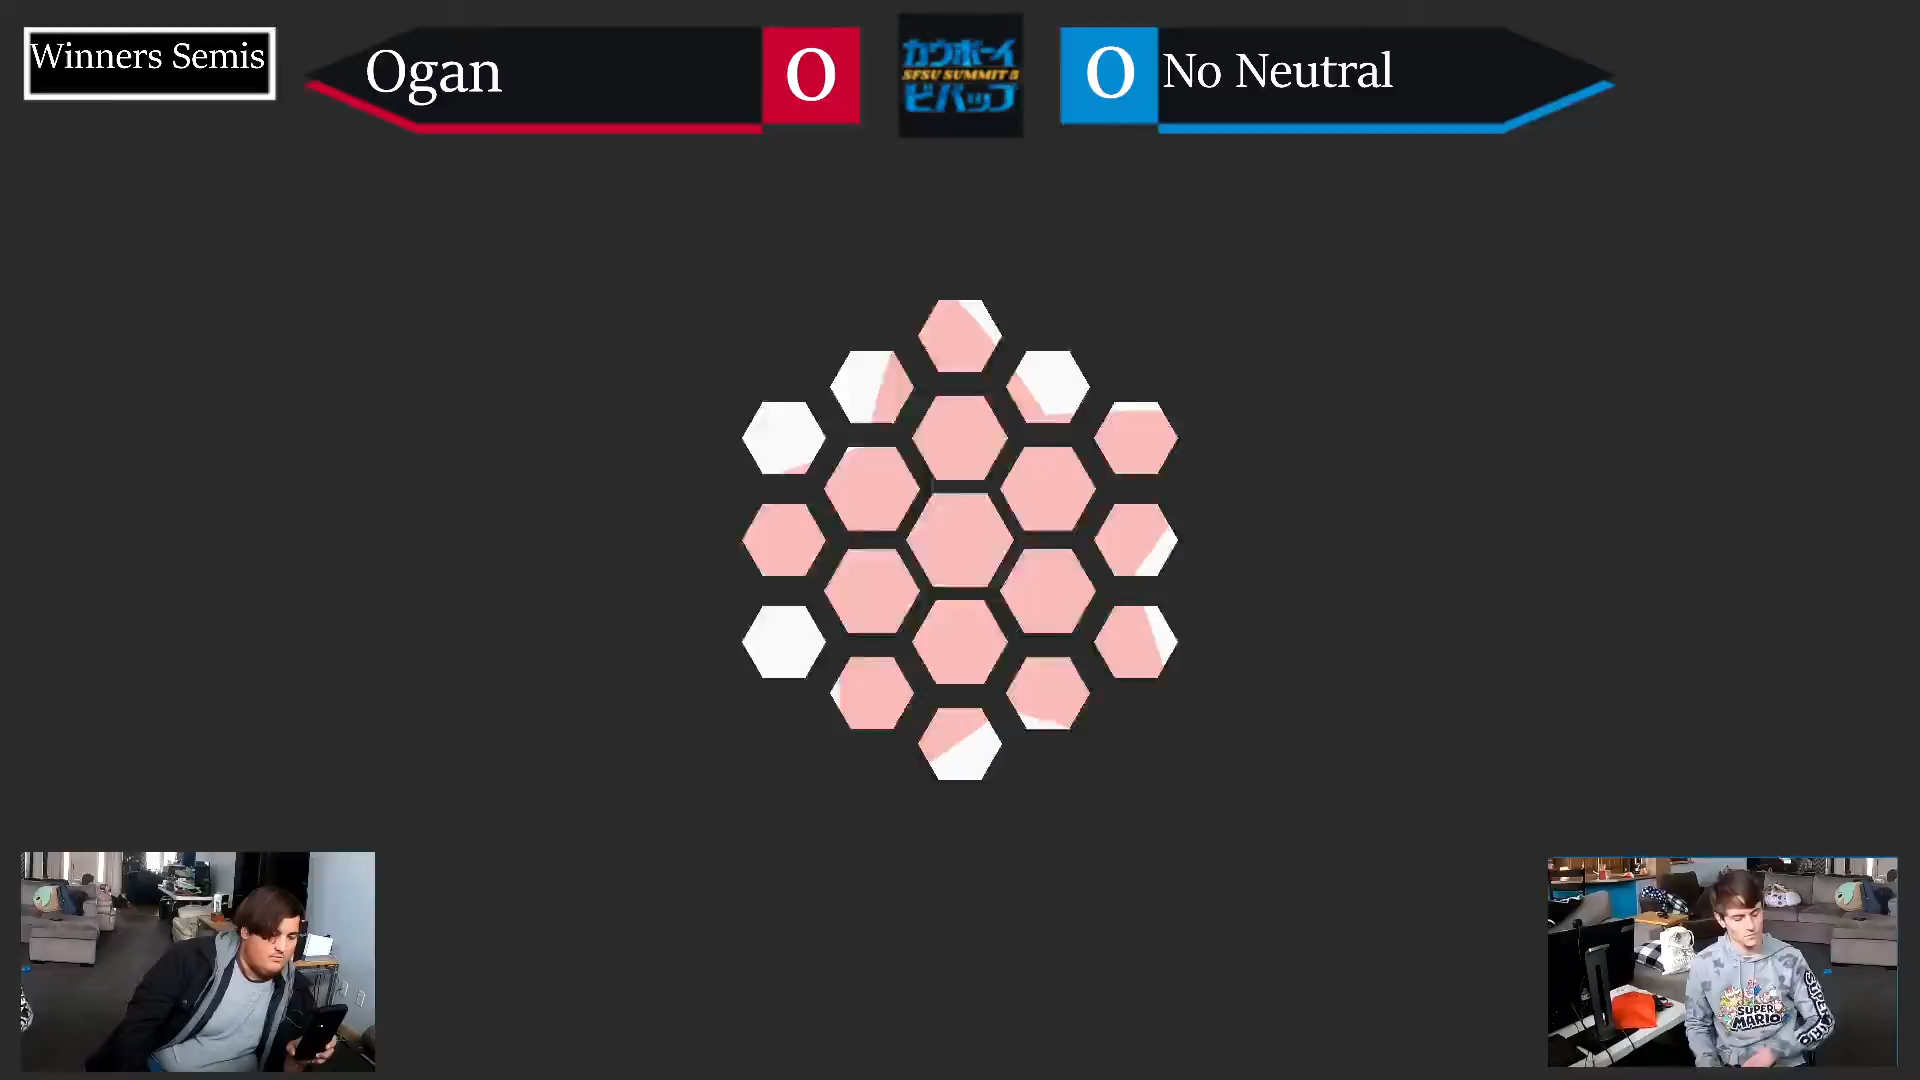 Winners Semis
Ogan
0
カウボーイ
SFSU SUMMIT 5
ビバップ
0
No Neutral
SUPER
MARIO